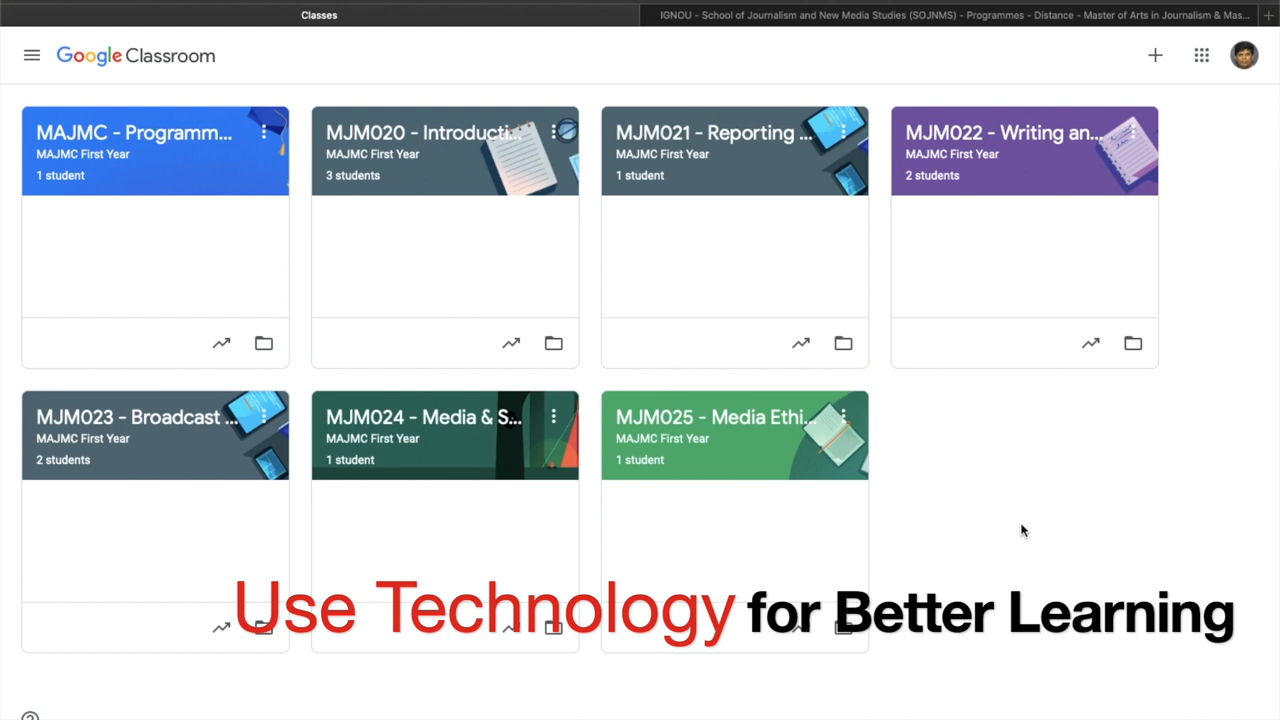 Classes
IGNOU - School of Journalism and New Media Studies (SOJNMS) - Programmes - Distance - Master of Arts in Journalism & Mas...
Google Classroom
MAJMC - Programm...
MAJMC First Year
1 student
MJM020 - Introducti...
MAJMC First Year
3 students
MJM021 - Reporting ...
MAJMC First Year
1 student
MJM022 - Writing an...
MAJMC First Year
2 students
MJM023 - Broadcast ...
MAJMC First Year
2 students
MJM024 - Media & S...
MAJMC First Year
1 student
MJM025 - Media Ethi...
MAJMC First Year
1 student
Use Technology for Better Learning